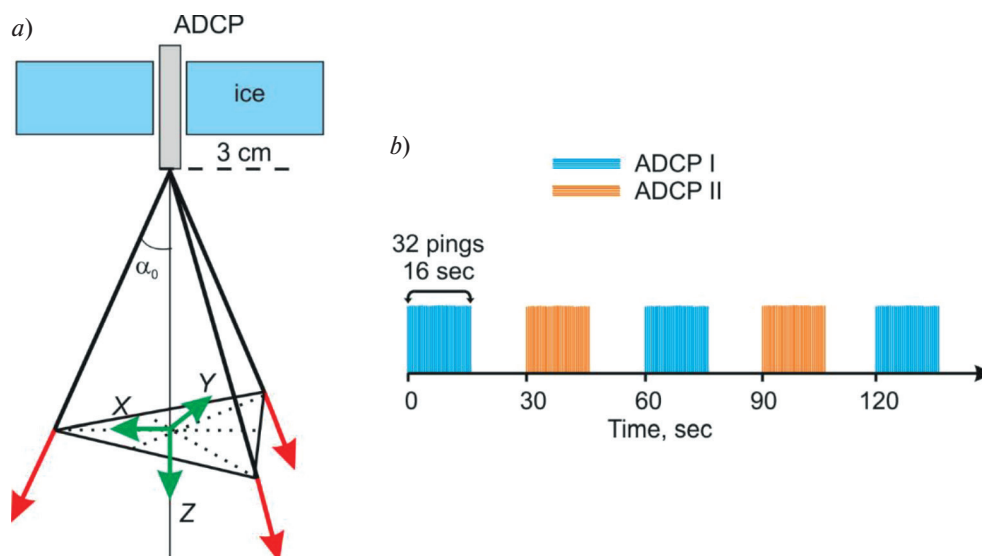 a)
ADCP
ice
3 cm
α₀
X
Y
Z
b)
ADCP I
ADCP II
32 pings
16 sec
0 30 60 90 120
Time, sec